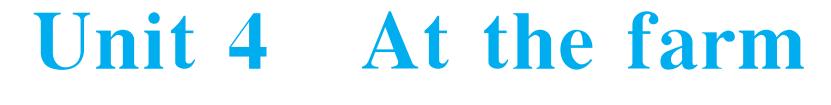 Unit 4 At the farm